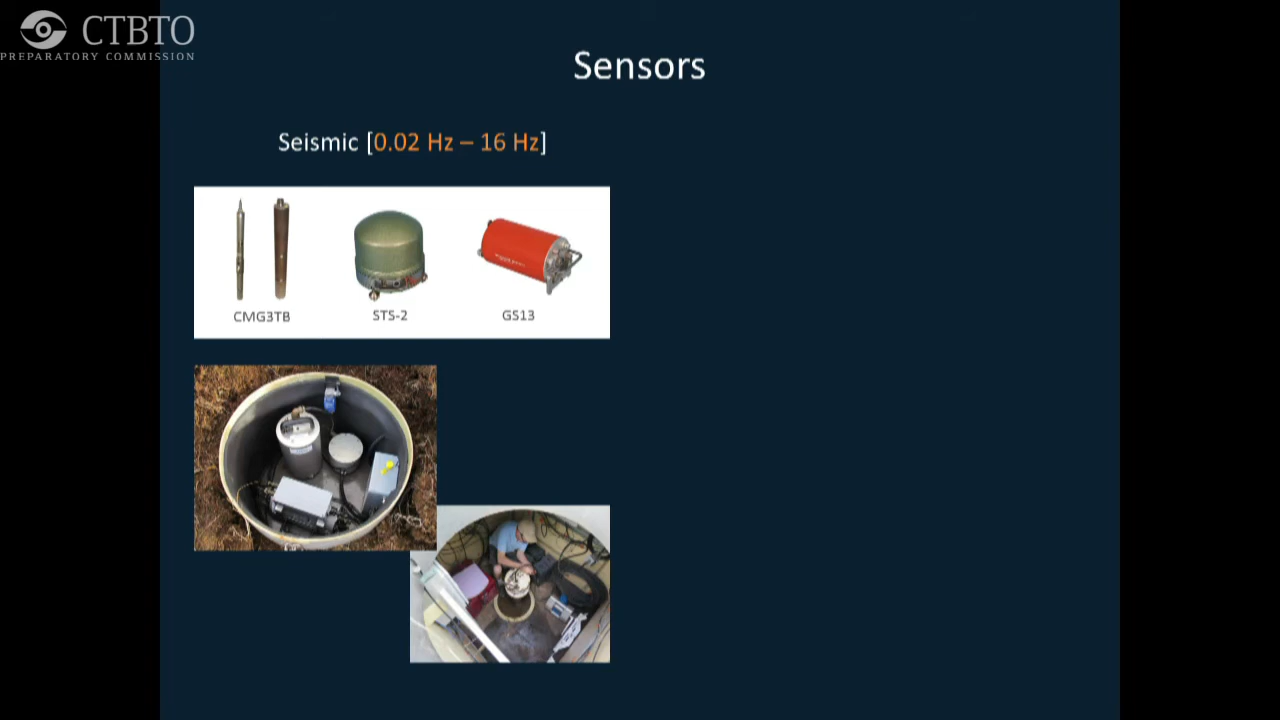 CTBTO
PREPARATORY COMMISSION
Sensors
Seismic [0.02 Hz – 16 Hz]
CMG3TB STS-2 GS13